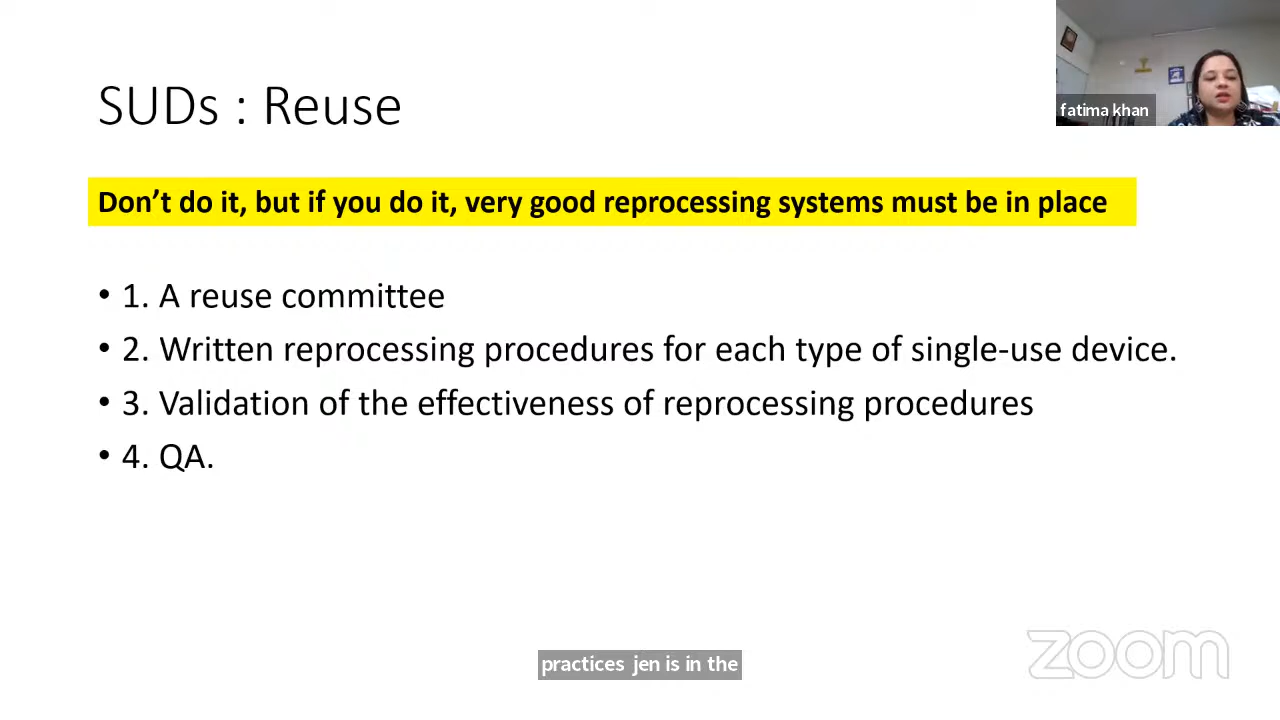 SUDs : Reuse
fatima khan
Don't do it, but if you do it, very good reprocessing systems must be in place
• 1. A reuse committee
• 2. Written reprocessing procedures for each type of single-use device.
• 3. Validation of the effectiveness of reprocessing procedures
• 4. QA.
practices jen is in the
zoom